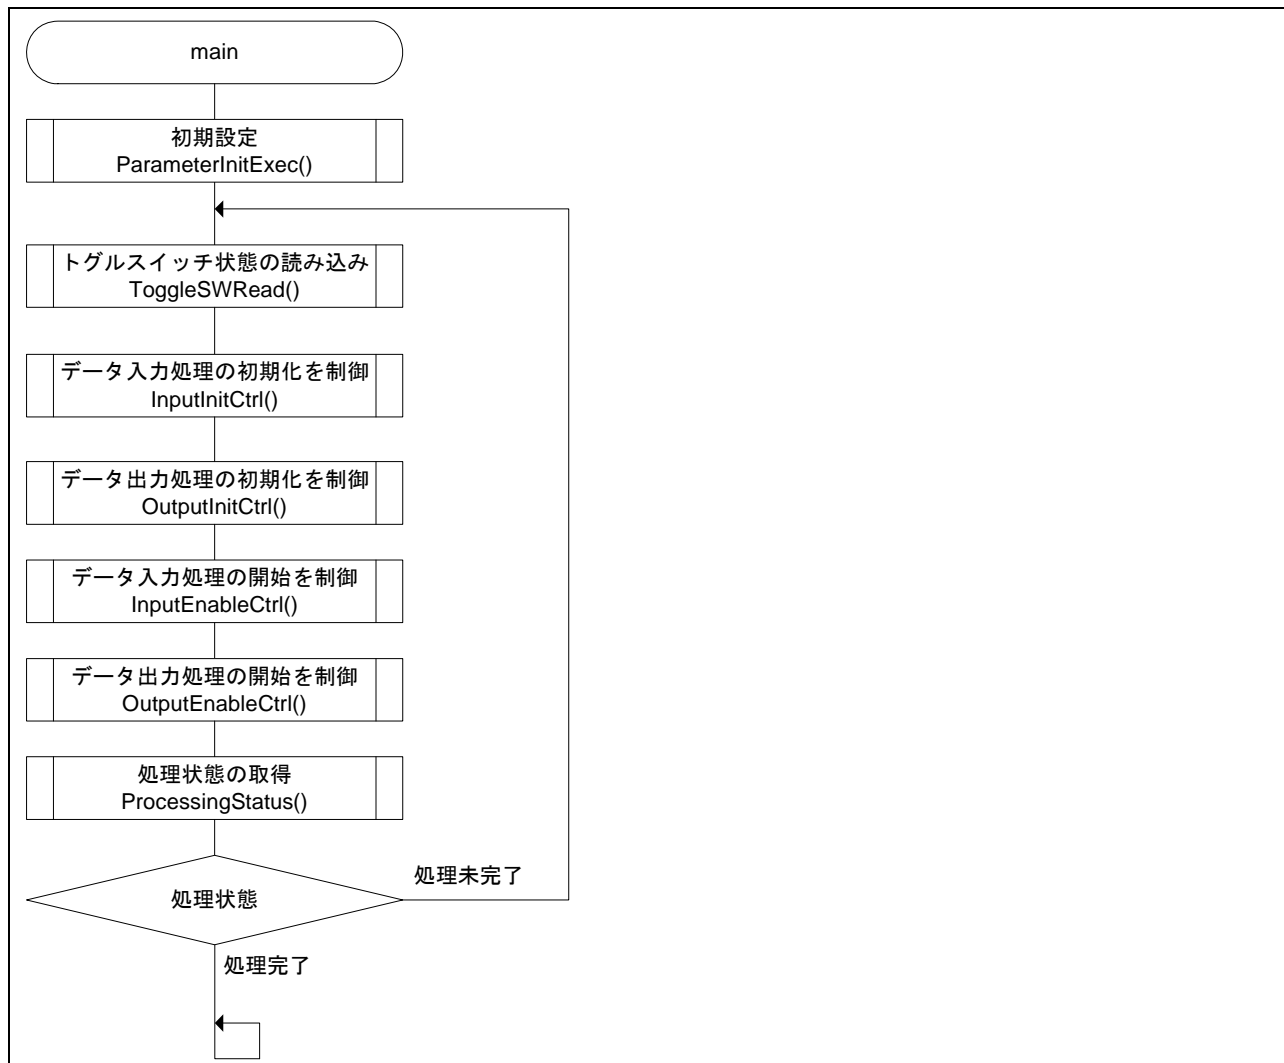 main
初期設定
ParameterInitExec()
トグルスイッチ状態の読み込み
ToggleSWRead()
データ入力処理の初期化を制御
InputInitCtrl()
データ出力処理の初期化を制御
OutputInitCtrl()
データ入力処理の開始を制御
InputEnableCtrl()
データ出力処理の開始を制御
OutputEnableCtrl()
処理状態の取得
ProcessingStatus()
処理未完了
処理状態
処理完了